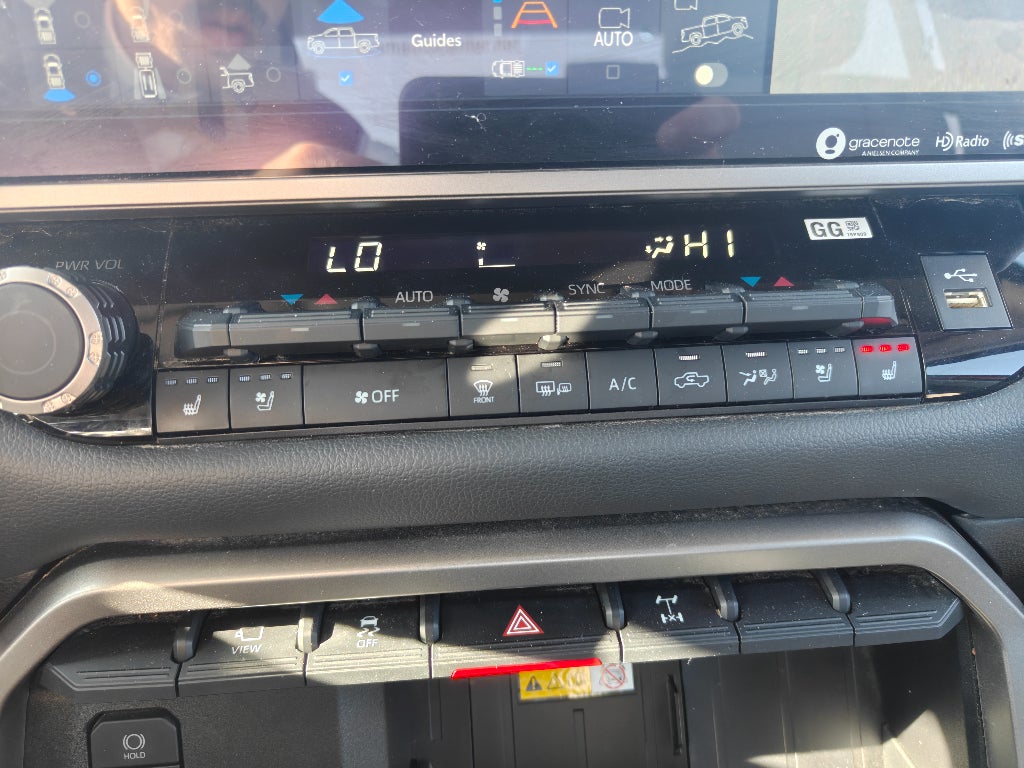 Guides
AUTO
gracenote
A NIELSEN COMPANY
HD Radio
PWR VOL
LO
HI
GG
AUTO
SYNC
MODE
OFF
FRONT
A/C
VIEW
OFF
HOLD